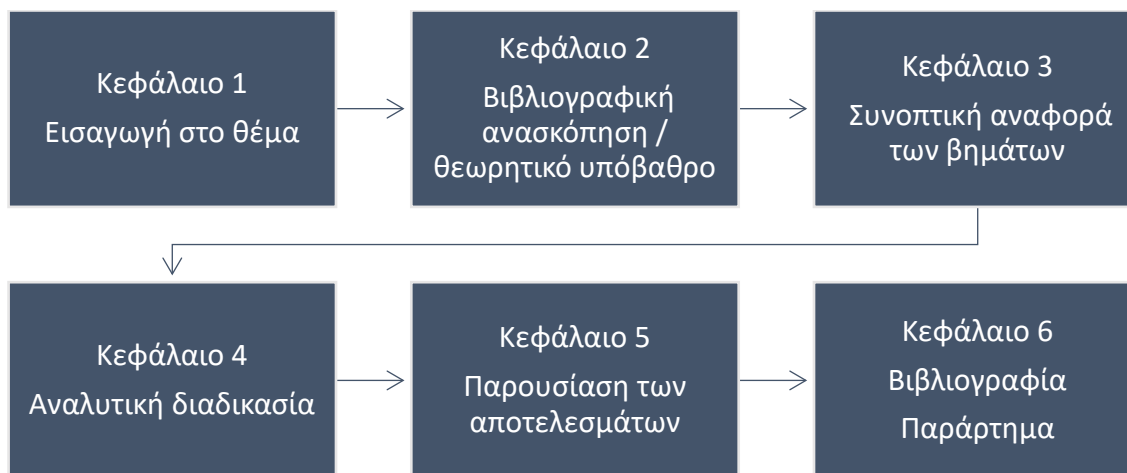 Κεφάλαιο 1
Εισαγωγή στο θέμα
Κεφάλαιο 2
Βιβλιογραφική
ανασκόπηση /
θεωρητικό υπόβαθρο
Κεφάλαιο 3
Συνοπτική αναφορά
των βημάτων
Κεφάλαιο 4
Αναλυτική διαδικασία
Κεφάλαιο 5
Παρουσίαση των
αποτελεσμάτων
Κεφάλαιο 6
Βιβλιογραφία
Παράρτημα